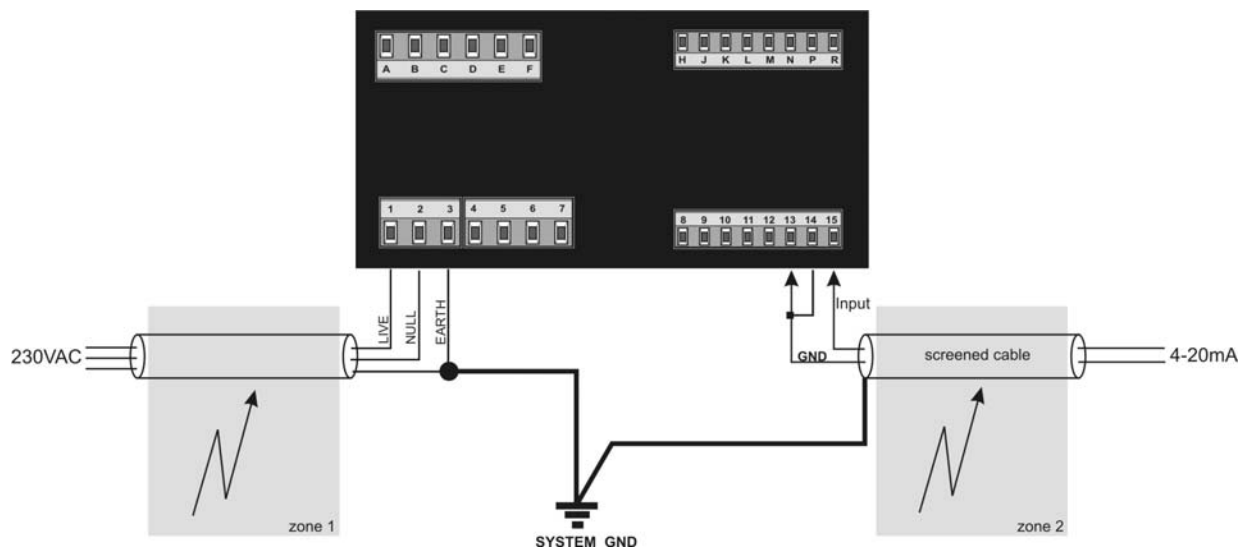 A B C D E F
H J K L M N P R
1 2 3 4 5 6 7
8 9 10 11 12 13 14 15
LIVE
NULL
EARTH
Input
230VAC
GND
screened cable
4-20mA
zone 1
zone 2
SYSTEM GND